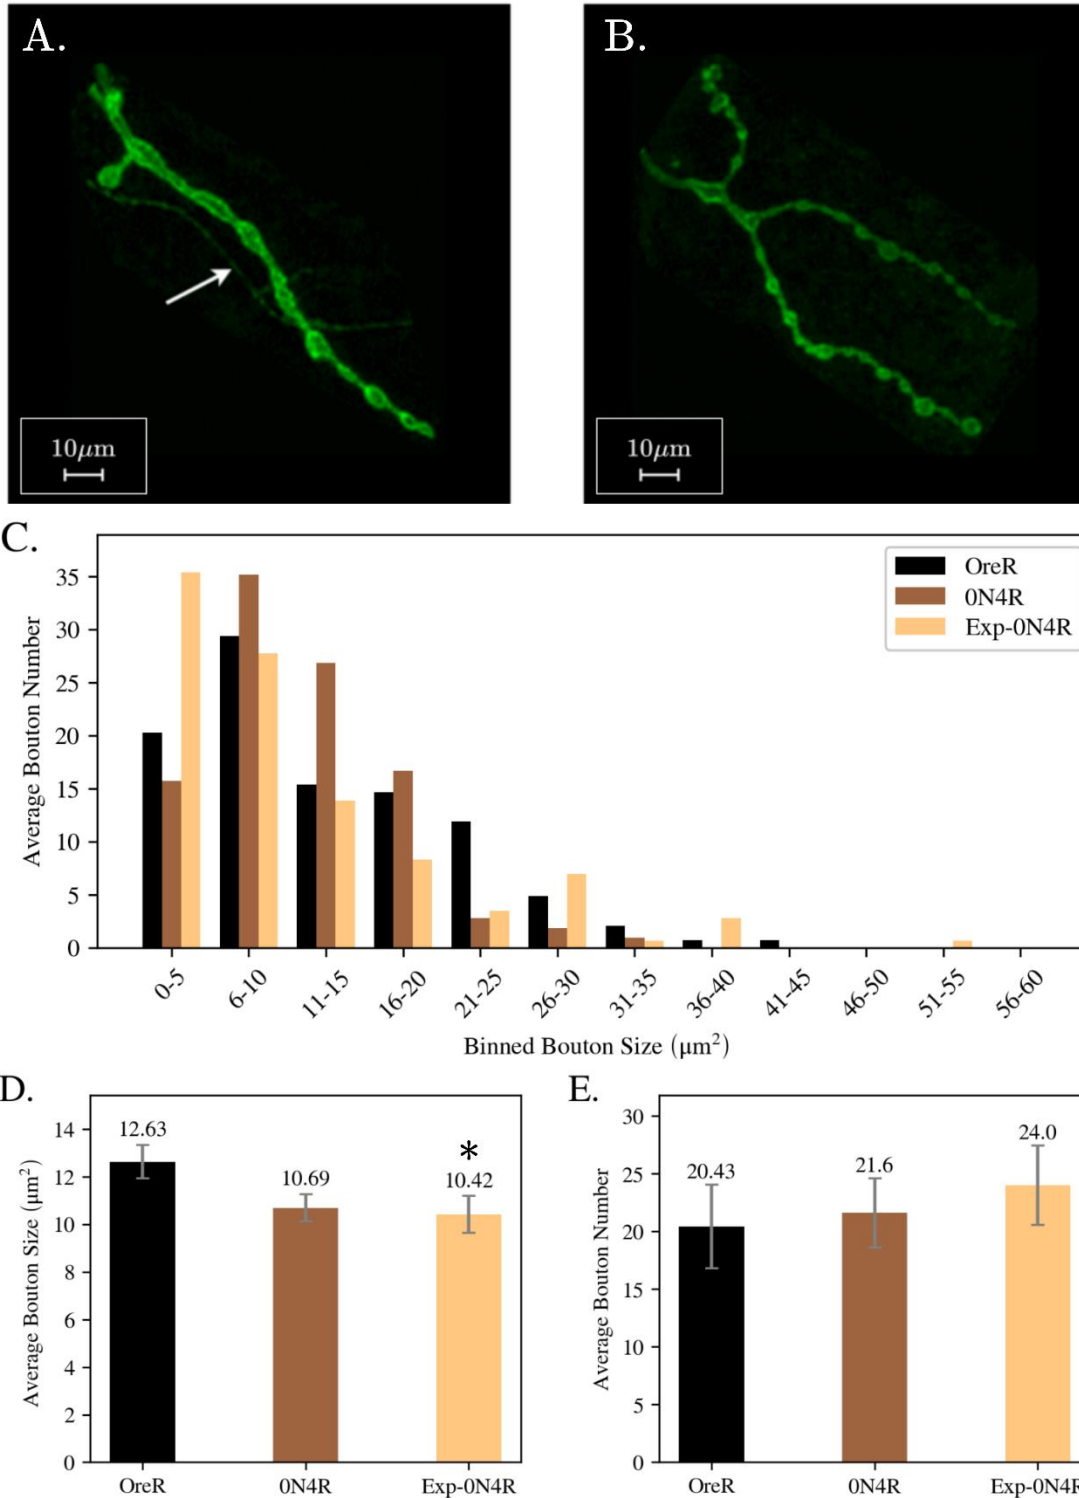 A.
B.
10μm
10μm
C.
Average Bouton Number
35
30
25
20
15
10
5
0
OreR
0N4R
Exp-0N4R
0-5
6-10
11-15
16-20
21-25
26-30
31-35
36-40
41-45
46-50
51-55
56-60
Binned Bouton Size (μm²)
D.
Average Bouton Size (μm²)
14
12
10
8
6
4
2
0
12.63
10.69
*
10.42
OreR
0N4R
Exp-0N4R
E.
Average Bouton Number
30
25
20
15
10
5
0
20.43
21.6
24.0
OreR
0N4R
Exp-0N4R